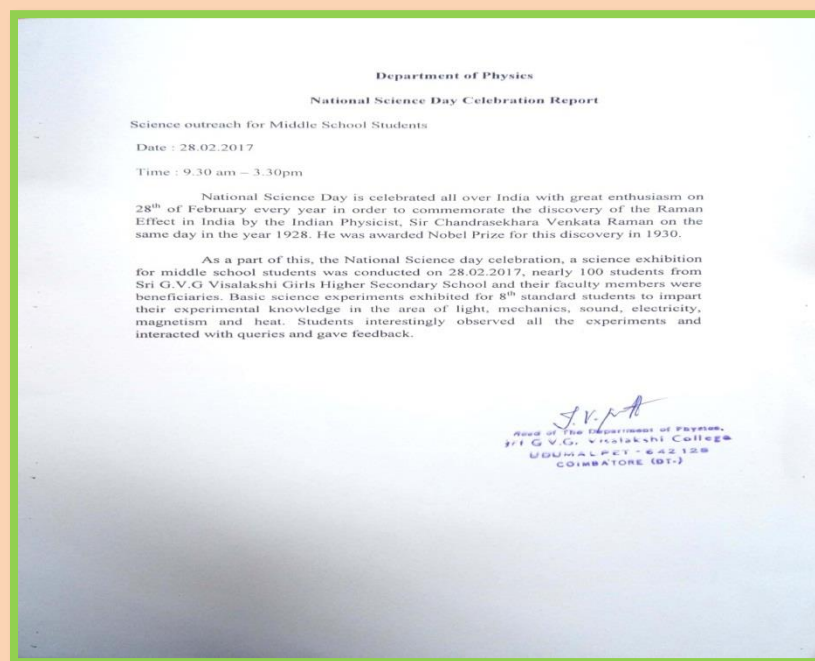 Department of Physics
National Science Day Celebration Report
Science outreach for Middle School Students
Date : 28.02.2017
Time : 9.30 am – 3.30pm
National Science Day is celebrated all over India with great enthusiasm on
28th of February every year in order to commemorate the discovery of the Raman
Effect in India by the Indian Physicist, Sir Chandrasekhara Venkata Raman on the
same day in the year 1928. He was awarded Nobel Prize for this discovery in 1930.
As a part of this, the National Science day celebration, a science exhibition
for middle school students was conducted on 28.02.2017, nearly 100 students from
Sri G.V.G Visalakshi Girls Higher Secondary School and their faculty members were
beneficiaries. Basic science experiments exhibited for 8th standard students to impart
their experimental knowledge in the area of light, mechanics, sound, electricity,
magnetism and heat. Students interestingly observed all the experiments and
interacted with queries and gave feedback.
Head of The Department of Physics,
Sri G.V.G. Visalakshi College
UDUMALPET - 642 128
COIMBATORE (DT.)